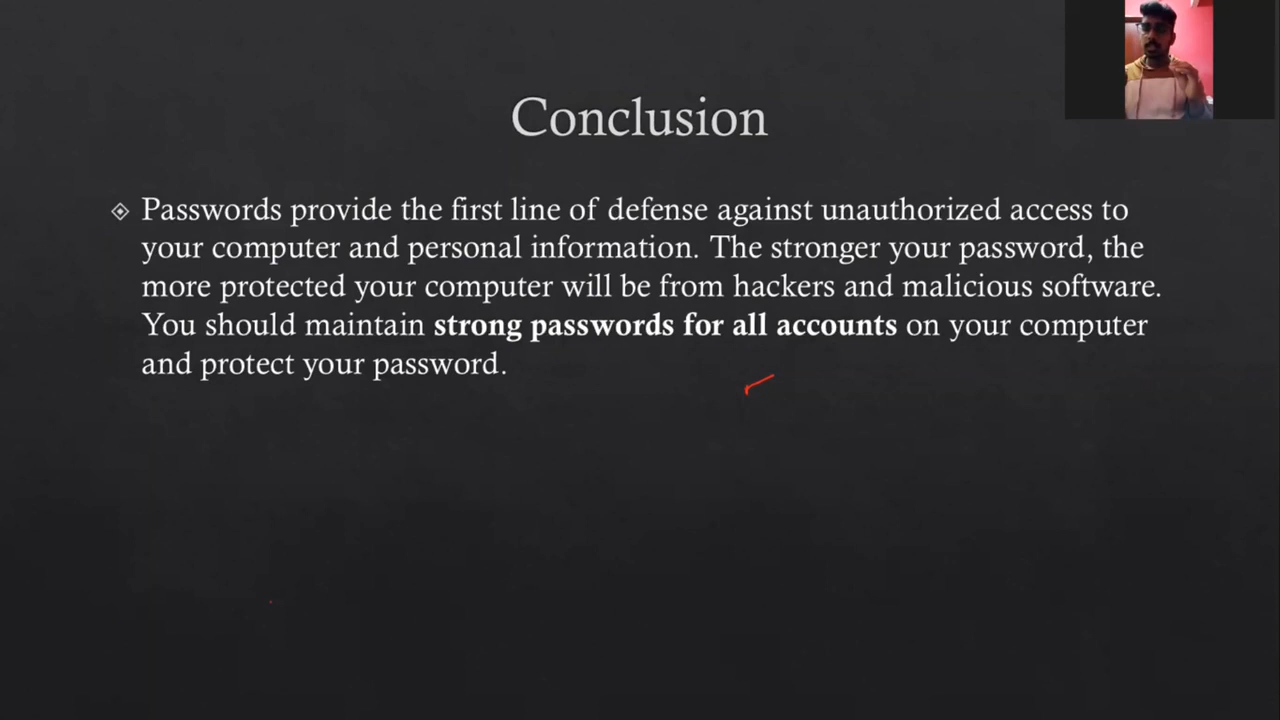 Conclusion
Passwords provide the first line of defense against unauthorized access to
your computer and personal information. The stronger your password, the
more protected your computer will be from hackers and malicious software.
You should maintain strong passwords for all accounts on your computer
and protect your password.